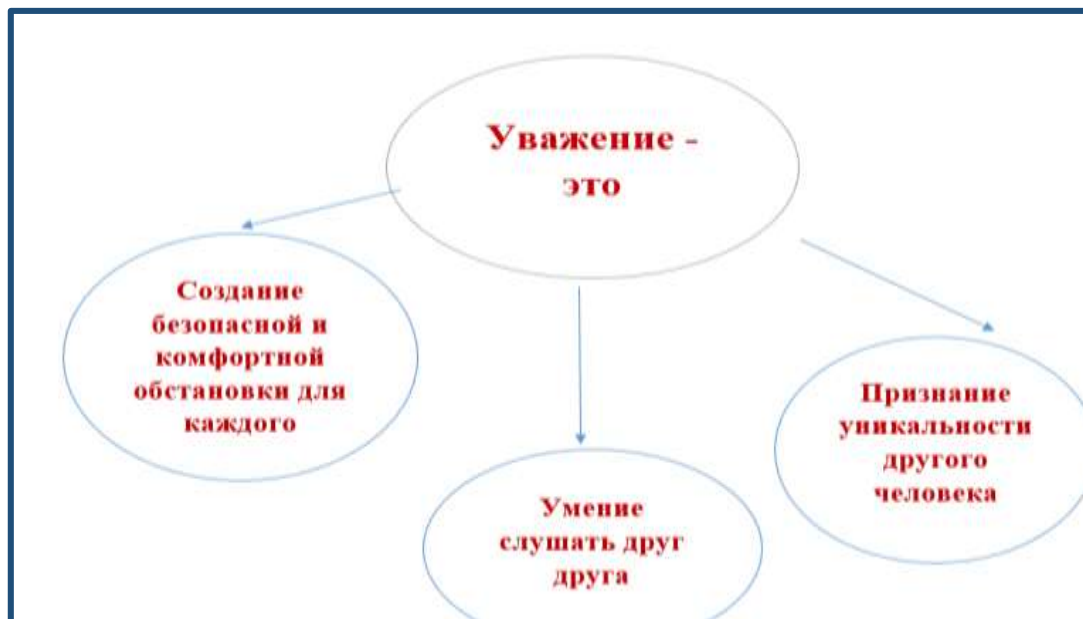 Уважение -
это
Создание
безопасной и
комфортной
обстановки для
каждого
Умение
слушать друг
друга
Признание
уникальности
другого
человека